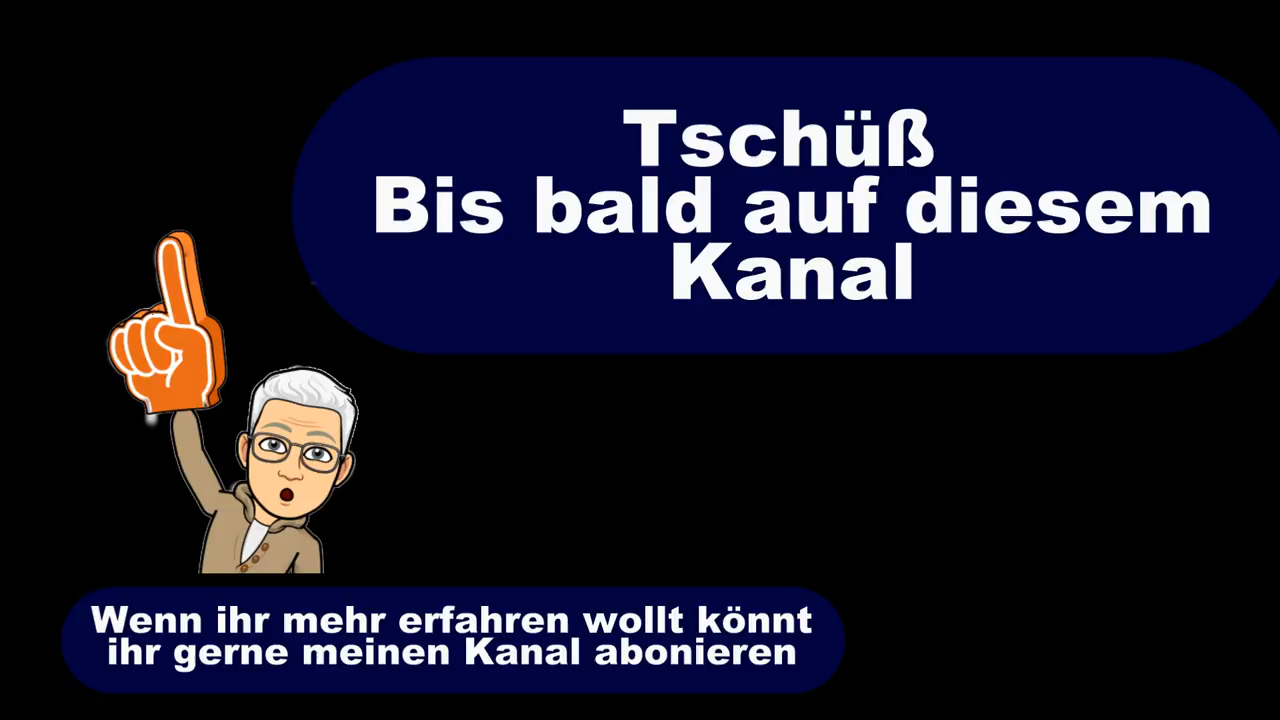 Tschüß
Bis bald auf diesem
Kanal
Wenn ihr mehr erfahren wollt könnt
ihr gerne meinen Kanal abonieren